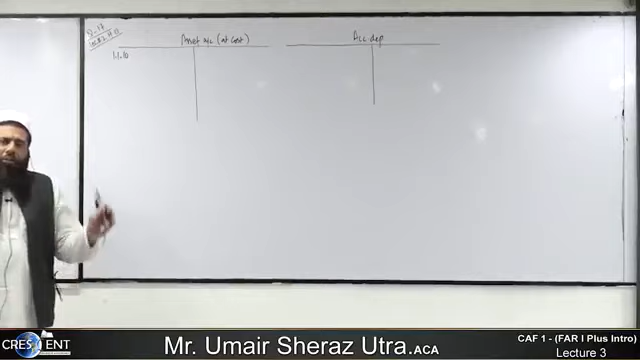 Asset a/c (at cost)
Acc dep
1.1.10
CRESCENT
Mr. Umair Sheraz Utra.ACA
CAF 1 - (FAR I Plus Intro)
Lecture 3